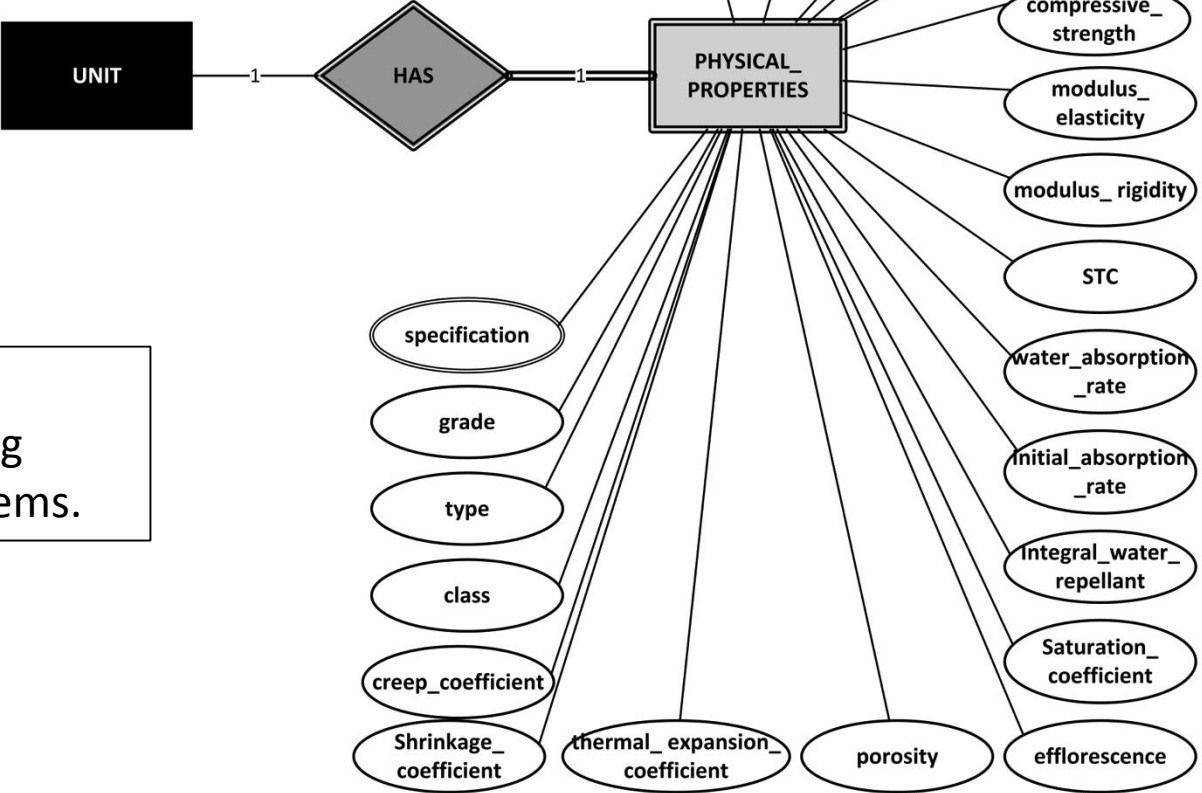 compressive_
strength
UNIT
1
HAS
1
PHYSICAL_
PROPERTIES
modulus_
elasticity
modulus_ rigidity
STC
specification
water_absorption
_rate
grade
g
ems.
Initial_absorption
_rate
type
Integral_water_
repellant
class
Saturation_
coefficient
creep_coefficient
Shrinkage_
coefficient
thermal_ expansion_
coefficient
porosity
efflorescence